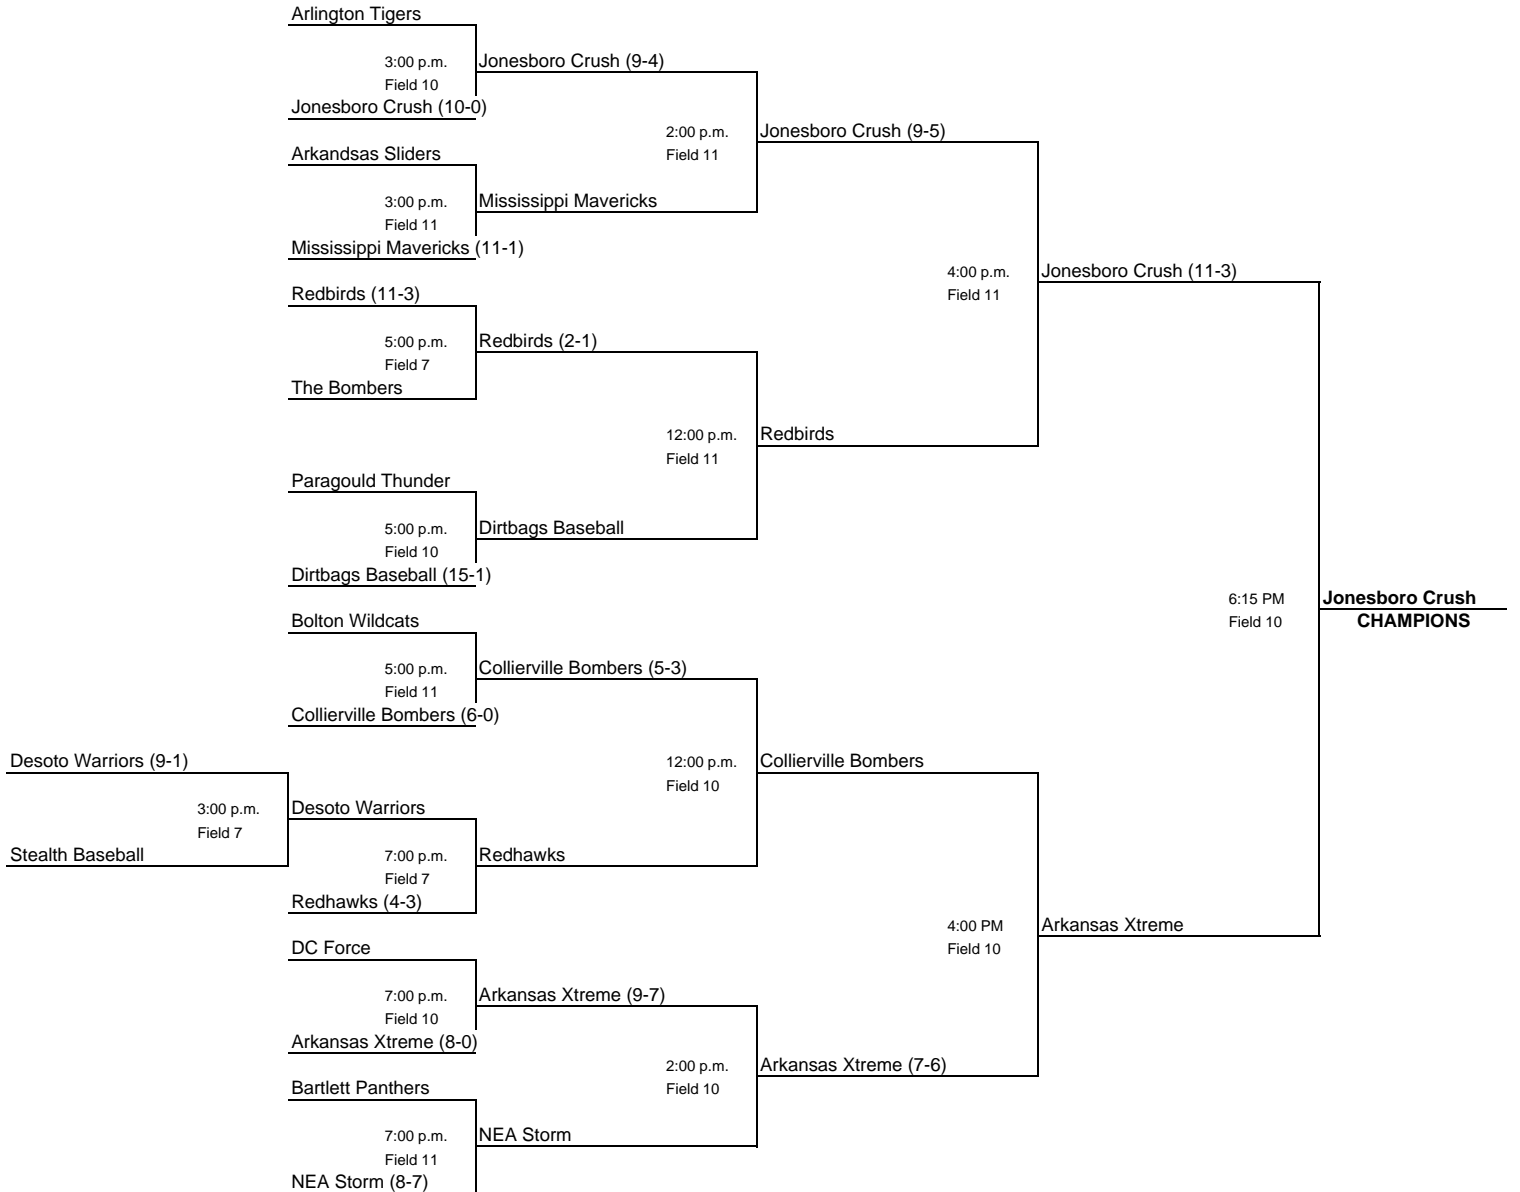 Arlington Tigers
3:00 p.m.
Field 10
Jonesboro Crush (9-4)
Jonesboro Crush (10-0)
2:00 p.m.
Field 11
Jonesboro Crush (9-5)
Arkandsas Sliders
3:00 p.m.
Field 11
Mississippi Mavericks
Mississippi Mavericks (11-1)
4:00 p.m.
Field 11
Jonesboro Crush (11-3)
Redbirds (11-3)
5:00 p.m.
Field 7
Redbirds (2-1)
The Bombers
12:00 p.m.
Field 11
Redbirds
Paragould Thunder
5:00 p.m.
Field 10
Dirtbags Baseball
Dirtbags Baseball (15-1)
6:15 PM
Field 10
Jonesboro Crush
CHAMPIONS
Bolton Wildcats
5:00 p.m.
Field 11
Collierville Bombers (5-3)
Collierville Bombers (6-0)
Desoto Warriors (9-1)
12:00 p.m.
Field 10
Collierville Bombers
3:00 p.m.
Field 7
Desoto Warriors
Stealth Baseball
7:00 p.m.
Field 7
Redhawks
Redhawks (4-3)
4:00 PM
Field 10
Arkansas Xtreme
DC Force
7:00 p.m.
Field 10
Arkansas Xtreme (9-7)
Arkansas Xtreme (8-0)
2:00 p.m.
Field 10
Arkansas Xtreme (7-6)
Bartlett Panthers
7:00 p.m.
Field 11
NEA Storm
NEA Storm (8-7)